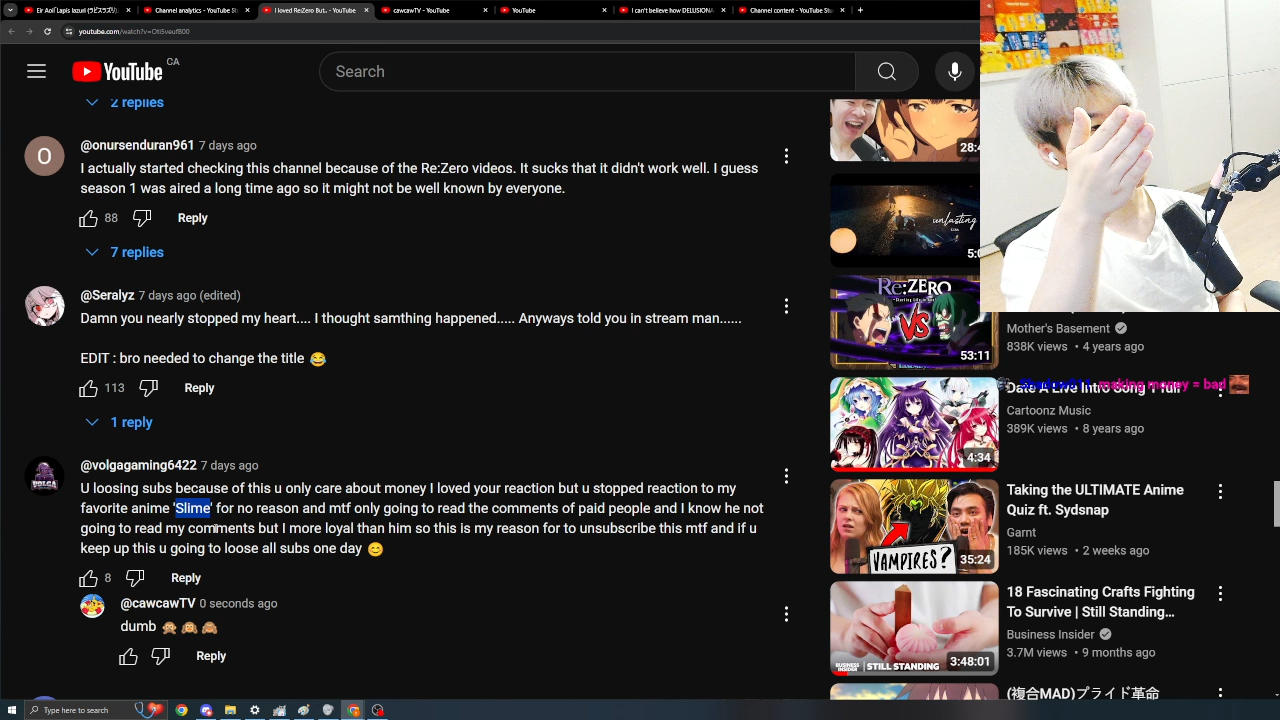 Eir Aoi『Lapis lazuli (ラピスラズリ)
Channel analytics - YouTube St
I loved Re:Zero But.. - YouTube
cawcawTV - YouTube
YouTube
I can't believe how DELUSIONA
Channel content - YouTube Stu
youtube.com/watch?v=Oti5veuf800
YouTube CA
Search
2 replies
@onursenduran961 7 days ago
I actually started checking this channel because of the Re:Zero videos. It sucks that it didn't work well. I guess
season 1 was aired a long time ago so it might not be well known by everyone.
88 Reply
7 replies
@Seralyz 7 days ago (edited)
Damn you nearly stopped my heart.... I thought samthing happened..... Anyways told you in stream man......
EDIT : bro needed to change the title 😂
113 Reply
1 reply
@volgagaming6422 7 days ago
U loosing subs because of this u only care about money I loved your reaction but u stopped reaction to my
favorite anime 'Slime' for no reason and mtf only going to read the comments of paid people and I know he not
going to read my comments but I more loyal than him so this is my reason for to unsubscribe this mtf and if u
keep up this u going to loose all subs one day 😊
8 Reply
@cawcawTV 0 seconds ago
dumb 🙊 🙉 🙈
Reply
28:4
unlasting
5:0
Re:ZERO
VS
53:11
Mother's Basement
838K views • 4 years ago
making money = bad
Date A Live Intro Song 1 full
Cartoonz Music
389K views • 8 years ago
4:34
Taking the ULTIMATE Anime
Quiz ft. Sydsnap
Garnt
185K views • 2 weeks ago
VAMPIRES?
35:24
18 Fascinating Crafts Fighting
To Survive | Still Standing...
Business Insider
3.7M views • 9 months ago
BUSINESS INSIDER STILL STANDING
3:48:01
(複合MAD)プライド革命
Type here to search